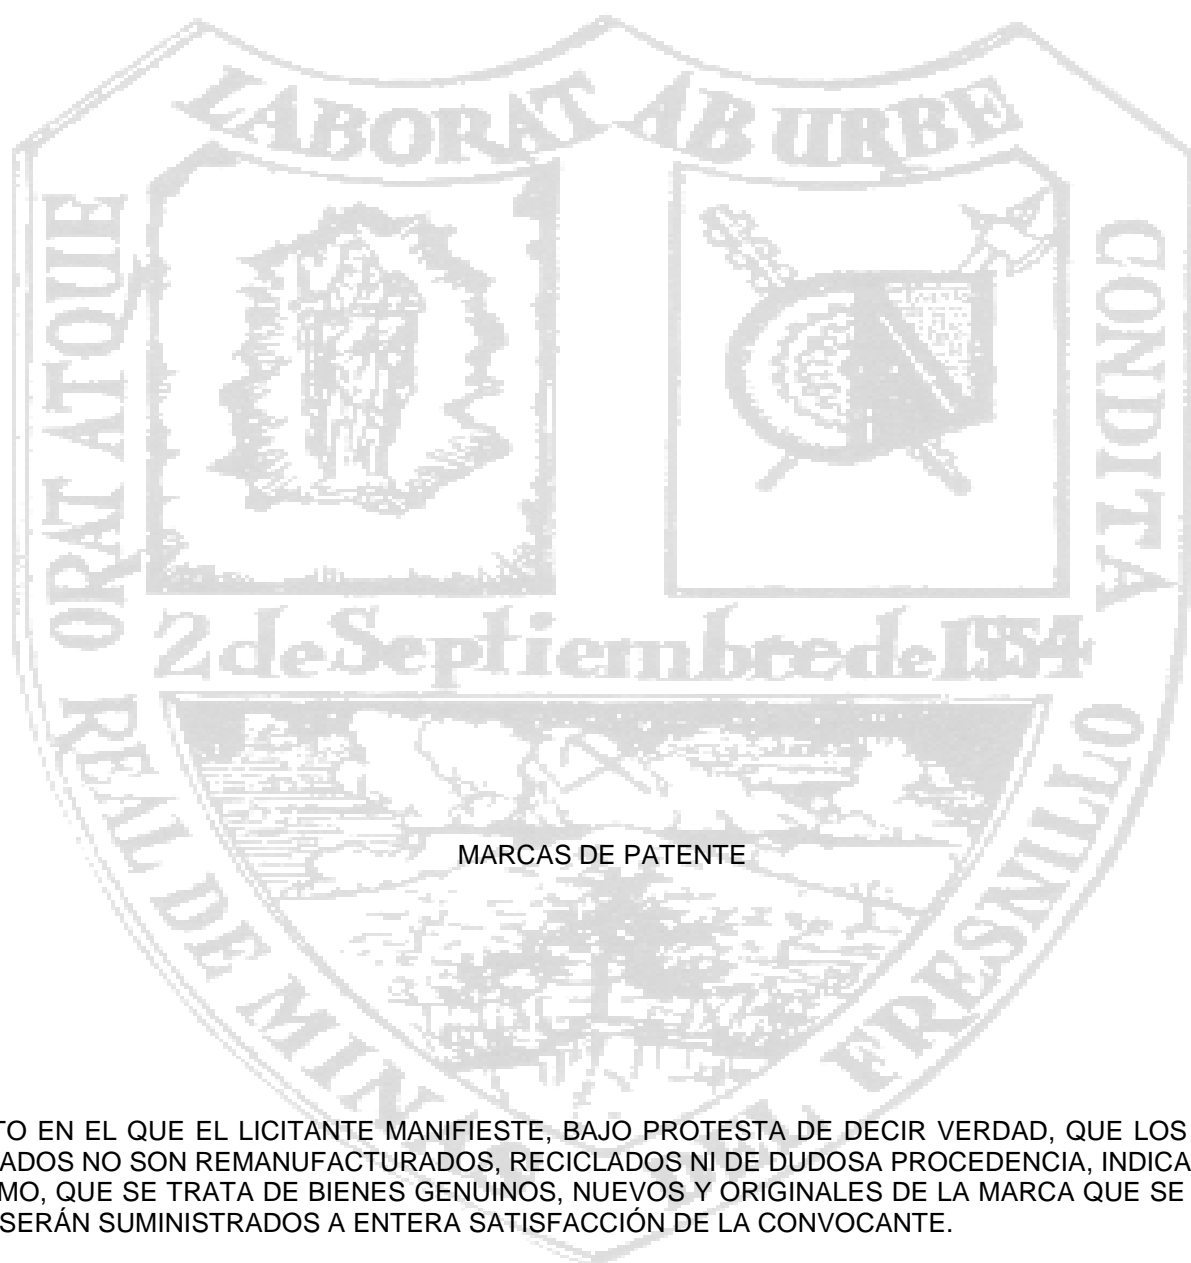 LABORAT AB URBE
CONDITA
ORAT ATQUE
2 de Septiembre de 1554
REAL DE MINAS DEL FRESNILLO
MARCAS DE PATENTE
TO EN EL QUE EL LICITANTE MANIFIESTE, BAJO PROTESTA DE DECIR VERDAD, QUE LOS
ADOS NO SON REMANUFACTURADOS, RECICLADOS NI DE DUDOSA PROCEDENCIA, INDICA
MO, QUE SE TRATA DE BIENES GENUINOS, NUEVOS Y ORIGINALES DE LA MARCA QUE SE
SERÁN SUMINISTRADOS A ENTERA SATISFACCIÓN DE LA CONVOCANTE.